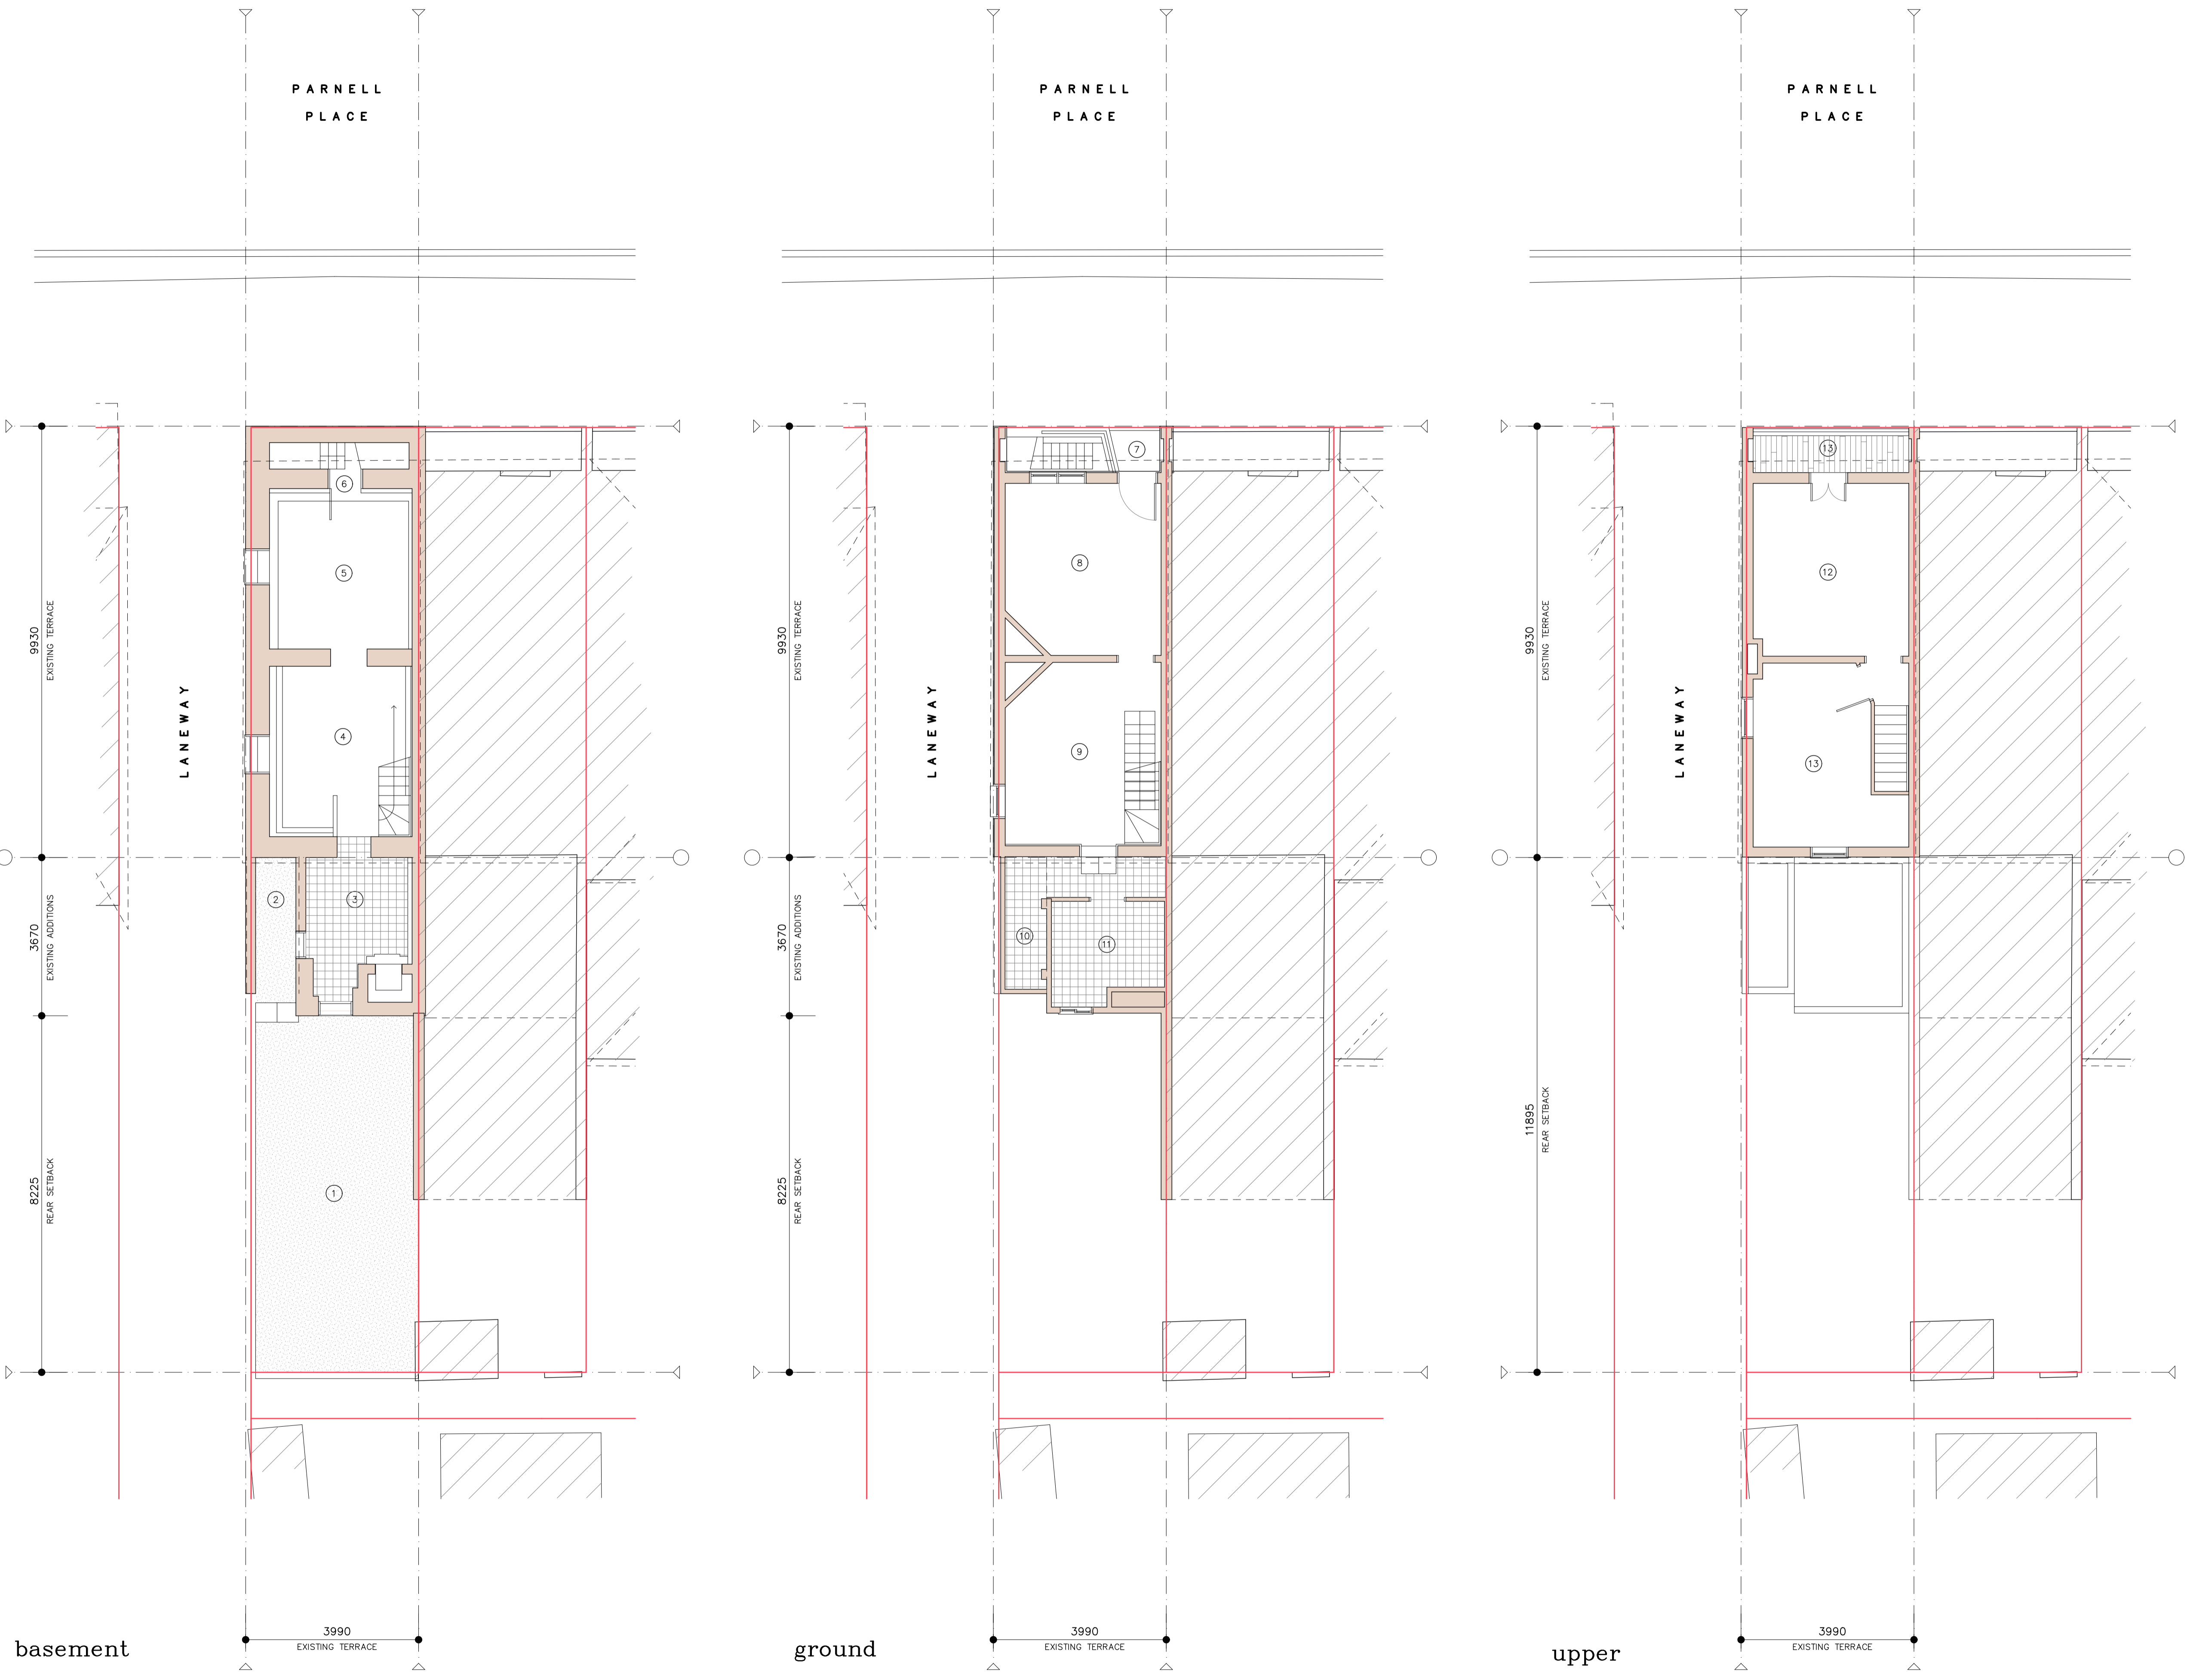 PARNELL
PLACE
6
5
4
2
3
1
LANEWAY
9930
EXISTING TERRACE
3670
EXISTING ADDITIONS
8225
REAR SETBACK
3990
EXISTING TERRACE
basement
PARNELL
PLACE
7
8
9
10
11
LANEWAY
9930
EXISTING TERRACE
3670
EXISTING ADDITIONS
8225
REAR SETBACK
3990
EXISTING TERRACE
ground
PARNELL
PLACE
13
12
13
LANEWAY
9930
EXISTING TERRACE
11895
REAR SETBACK
3990
EXISTING TERRACE
upper